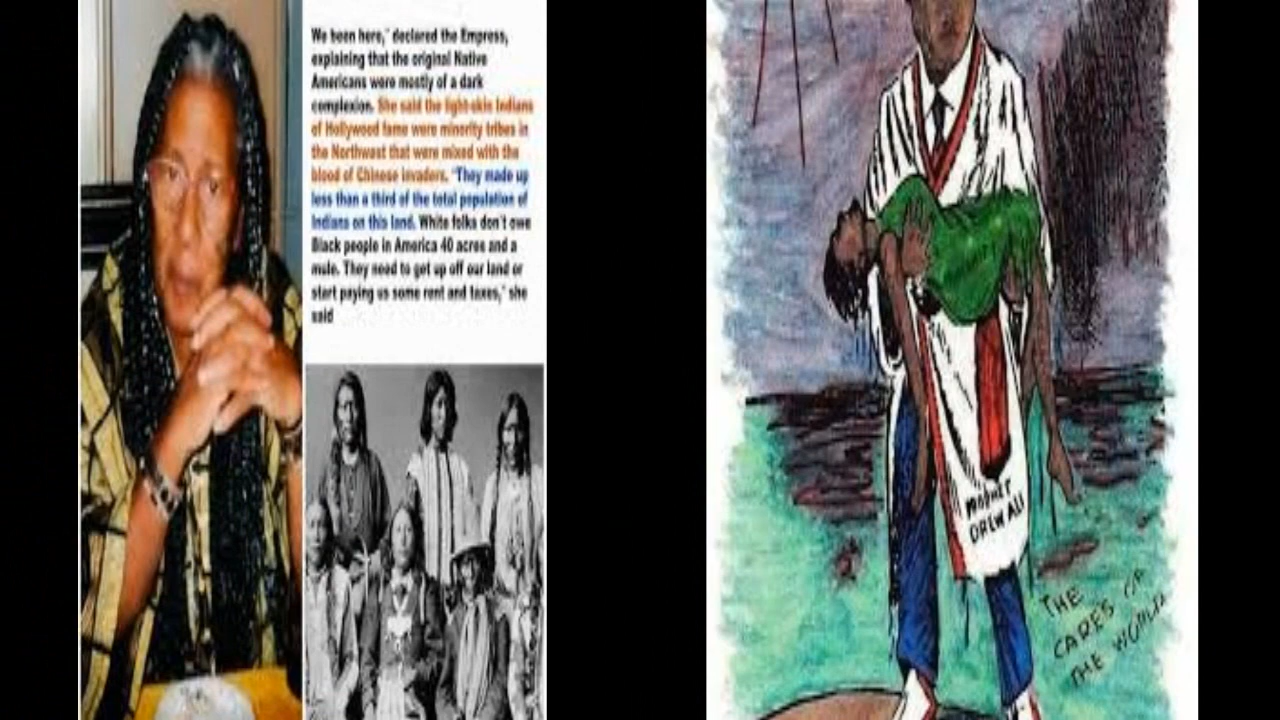 We been here," declared the Empress,
explaining that the original Native
Americans were mostly of a dark
complexion. She said the light-skin Indians
of Hollywood fame were minority tribes in
the Northwest that were mixed with the
blood of Chinese invaders. "They made up
less than a third of the total population of
Indians on this land. White folks don't owe
Black people in America 40 acres and a
mule. They need to get up off our land or
start paying us some rent and taxes," she
said
DREW ALI
THE
CARES OF
THE WORLD